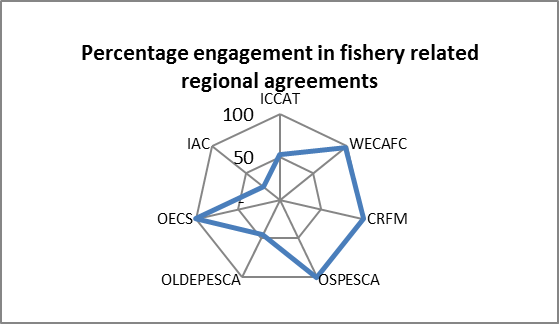 Percentage engagement in fishery related
regional agreements
ICCAT
100
IAC
WECAFC
50
-
OECS
CRFM
OLDEPESCA
OSPESCA